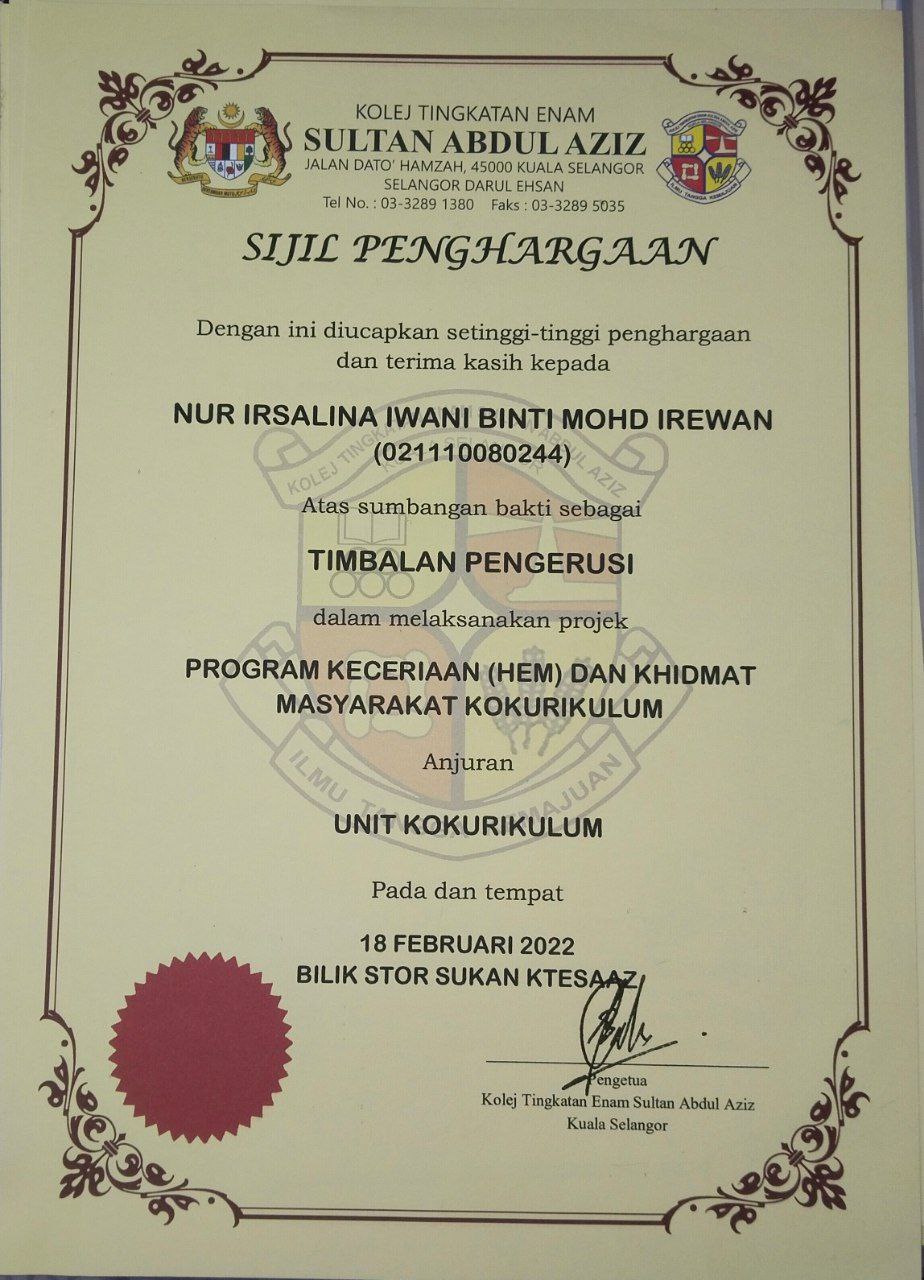 KOLEJ TINGKATAN ENAM
SULTAN ABDUL AZIZ
JALAN DATO' HAMZAH, 45000 KUALA SELANGOR
SELANGOR DARUL EHSAN
Tel No. : 03-3289 1380 Faks : 03-3289 5035
SIJIL PENGHARGAAN
Dengan ini diucapkan setinggi-tinggi penghargaan
dan terima kasih kepada
NUR IRSALINA IWANI BINTI MOHD IREWAN
(021110080244)
Atas sumbangan bakti sebagai
TIMBALAN PENGERUSI
dalam melaksanakan projek
PROGRAM KECERIAAN (HEM) DAN KHIDMAT
MASYARAKAT KOKURIKULUM
Anjuran
ILMU TANGGA KEMAJUAN
UNIT KOKURIKULUM
Pada dan tempat
18 FEBRUARI 2022
BILIK STOR SUKAN KTESAAZ
Pengetua
Kolej Tingkatan Enam Sultan Abdul Aziz
Kuala Selangor